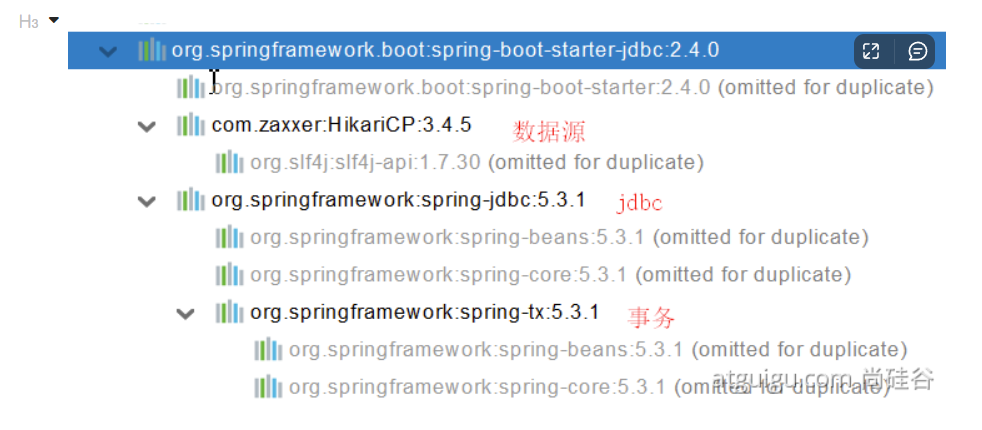 H3
org.springframework.boot:spring-boot-starter-jdbc:2.4.0
org.springframework.boot:spring-boot-starter:2.4.0 (omitted for duplicate)
com.zaxxer:HikariCP:3.4.5 数据源
org.slf4j:slf4j-api:1.7.30 (omitted for duplicate)
org.springframework:spring-jdbc:5.3.1 jdbc
org.springframework:spring-beans:5.3.1 (omitted for duplicate)
org.springframework:spring-core:5.3.1 (omitted for duplicate)
org.springframework:spring-tx:5.3.1 事务
org.springframework:spring-beans:5.3.1 (omitted for duplicate)
org.springframework:spring-core:5.3.1 (omitted for duplicate)
atguigu.com 尚硅谷